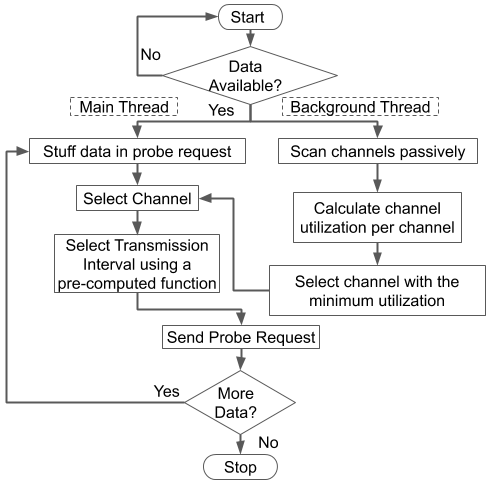 Start
No
Data
Available?
Main Thread
Yes
Background Thread
Stuff data in probe request
Scan channels passively
Select Channel
Calculate channel
utilization per channel
Select Transmission
Interval using a
pre-computed function
Select channel with the
minimum utilization
Send Probe Request
Yes
More
Data?
No
Stop